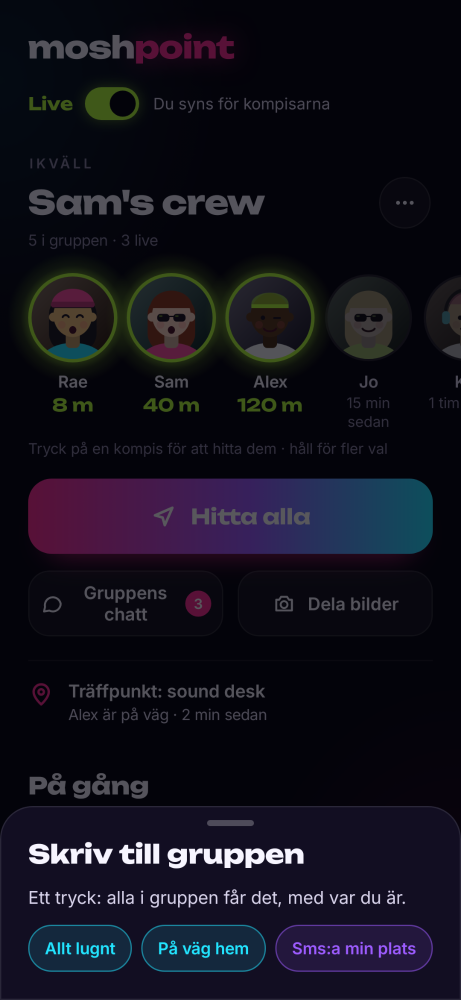 moshpoint
Live Du syns för kompisarna
IKVÄLL
Sam's crew
5 i gruppen · 3 live
Rae Sam Alex Jo
8 m 40 m 120 m 15 min sedan 1 tim
Tryck på en kompis för att hitta dem · håll för fler val
Hitta alla
Gruppens chatt 3
Dela bilder
Träffpunkt: sound desk
Alex är på väg · 2 min sedan
På gång
Skriv till gruppen
Ett tryck: alla i gruppen får det, med var du är.
Allt lugnt På väg hem Sms:a min plats